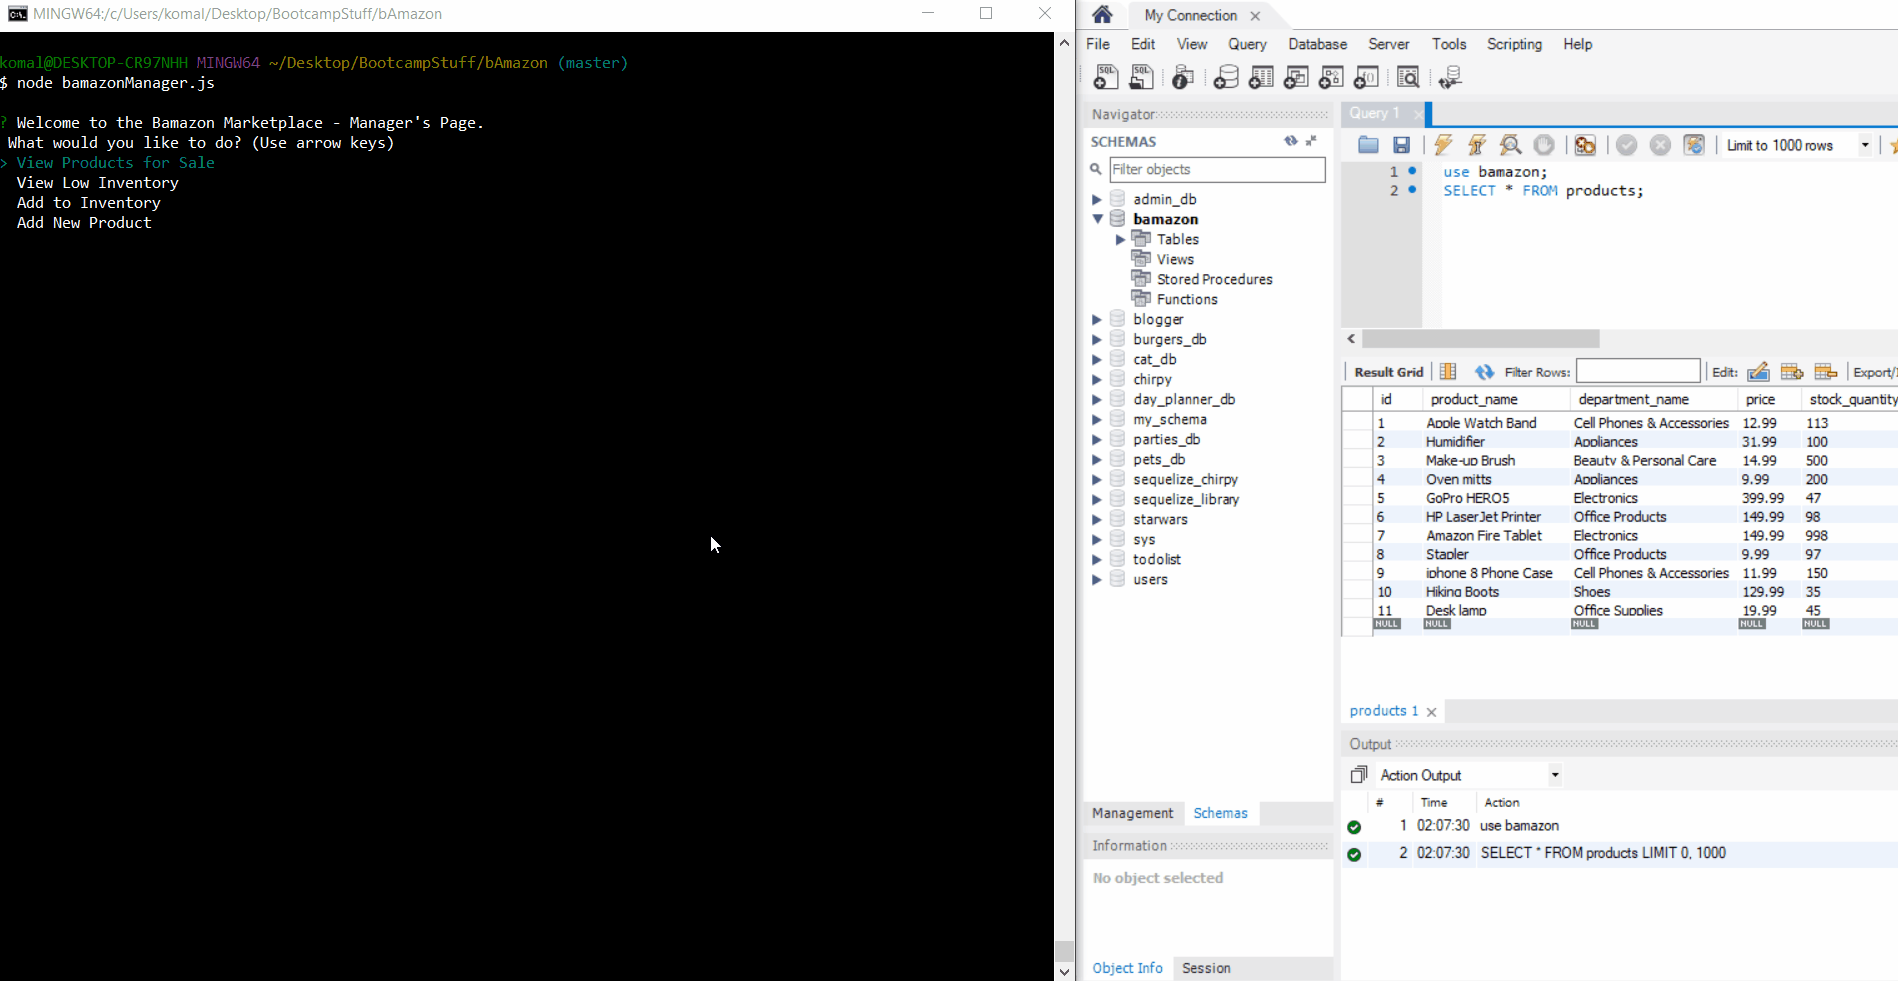 MINGW64:/c/Users/komal/Desktop/BootcampStuff/bAmazon
komal@DESKTOP-CR97NHH MINGW64 ~/Desktop/BootcampStuff/bAmazon (master)
$ node bamazonManager.js
? Welcome to the Bamazon Marketplace - Manager's Page.
What would you like to do? (Use arrow keys)
> View Products for Sale
View Low Inventory
Add to Inventory
Add New Product
My Connection
File Edit View Query Database Server Tools Scripting Help
Navigator
SCHEMAS
Filter objects
admin_db
bamazon
Tables
Views
Stored Procedures
Functions
blogger
burgers_db
cat_db
chirpy
day_planner_db
my_schema
parties_db
pets_db
sequelize_chirpy
sequelize_library
starwars
sys
todolist
users
Management Schemas
Information
No object selected
Object Info Session
Query 1
Limit to 1000 rows
1 use bamazon;
2 SELECT * FROM products;
Result Grid Filter Rows: Edit: Export/
id product_name department_name price stock_quantity
1 Apple Watch Band Cell Phones & Accessories 12.99 113
2 Humidifier Appliances 31.99 100
3 Make-up Brush Beauty & Personal Care 14.99 500
4 Oven mitts Appliances 9.99 200
5 GoPro HERO5 Electronics 399.99 47
6 HP LaserJet Printer Office Products 149.99 98
7 Amazon Fire Tablet Electronics 149.99 998
8 Stapler Office Products 9.99 97
9 iphone 8 Phone Case Cell Phones & Accessories 11.99 150
10 Hiking Boots Shoes 129.99 35
11 Desk lamp Office Supplies 19.99 45
NULL NULL NULL NULL NULL
products 1
Output
Action Output
# Time Action
1 02:07:30 use bamazon
2 02:07:30 SELECT * FROM products LIMIT 0, 1000